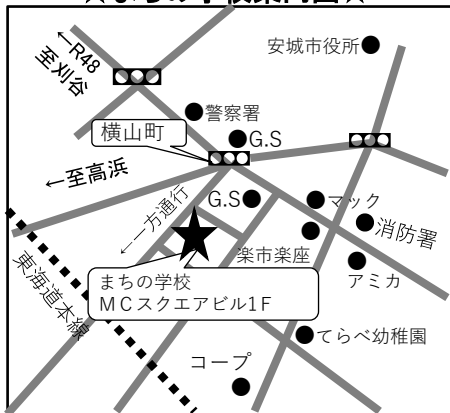 ★まちの学校案内図★
←R48
至刈谷
安城市役所
警察署
横山町
G.S
←至高浜
←一方通行
G.S
マック
消防署
楽市楽座
アミカ
まちの学校
ＭＣスクエアビル1Ｆ
東海道本線
てらべ幼稚園
コープ